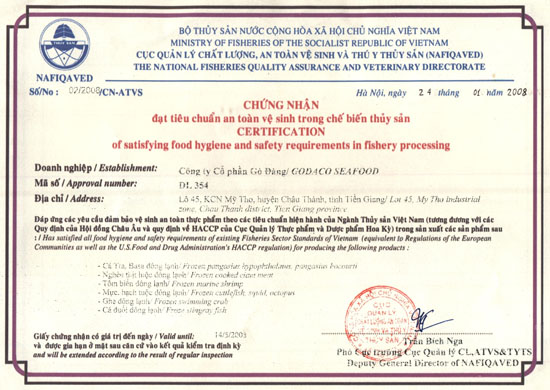 BỘ THỦY SẢN NƯỚC CỘNG HÒA XÃ HỘI CHỦ NGHĨA VIỆT NAM
MINISTRY OF FISHERIES OF THE SOCIALIST REPUBLIC OF VIETNAM
CỤC QUẢN LÝ CHẤT LƯỢNG, AN TOÀN VỆ SINH VÀ THÚ Y THỦY SẢN (NAFIQAVED)
THE NATIONAL FISHERIES QUALITY ASSURANCE AND VETERINARY DIRECTORATE
NAFIQAVED
Số/No : 02/2008/CN-ATVS
Hà Nội, ngày 24 tháng 01 năm 2008
CHỨNG NHẬN
đạt tiêu chuẩn an toàn vệ sinh trong chế biến thủy sản
CERTIFICATION
of satisfying food hygiene and safety requirements in fishery processing
Doanh nghiệp / Establishment: Công ty Cổ phần Gò Đàng/ GODACO SEAFOOD
Mã số / Approval number: ĐL 354
Địa chỉ / Address: Lô 45, KCN Mỹ Tho, huyện Châu Thành, tỉnh Tiền Giang/ Lot 45, My Tho industrial
zone, Chau Thanh district, Tien Giang province
Đáp ứng các yêu cầu đảm bảo vệ sinh an toàn thực phẩm theo các tiêu chuẩn hiện hành của Ngành Thủy sản Việt Nam (tương đương với các
Quy định của Hội đồng Châu Âu và Quy định về HACCP của Cục Quản lý Thực phẩm và Dược phẩm Hoa Kỳ) trong sản xuất các sản phẩm sau
: / Has satisfied all food hygiene and safety requirements of existing Fisheries Sector Standards of Vietnam (equivalent to Regulations of the European
Communities as well as the U.S Food and Drug Administration's HACCP regulation) for producing the following products :
- Cá Tra, Basa đông lạnh/ Frozen pangasius hypophthalmus, pangasius bocourti
- Nghêu thịt luộc đông lạnh/ Frozen cooked clam meat
- Tôm biển đông lạnh/ Frozen marine shrimp
- Mực, bạch tuộc đông lạnh/ Frozen cuttlefish, squid, octopus
- Ghẹ đông lạnh/ Frozen swimming crab
- Cá đuối đông lạnh/ Frozen stingray fish
Giấy chứng nhận có giá trị đến ngày / Valid until: 14/5/2008
và được gia hạn ở mặt sau căn cứ vào kết quả kiểm tra định kỳ
and will be extended according to the result of regular inspection
CỤC
QUẢN LÝ
THỦY SẢN
Trần Bích Nga
Phó Cục trưởng Cục Quản lý CL,ATVS&TYTS
Deputy General Director of NAFIQAVED